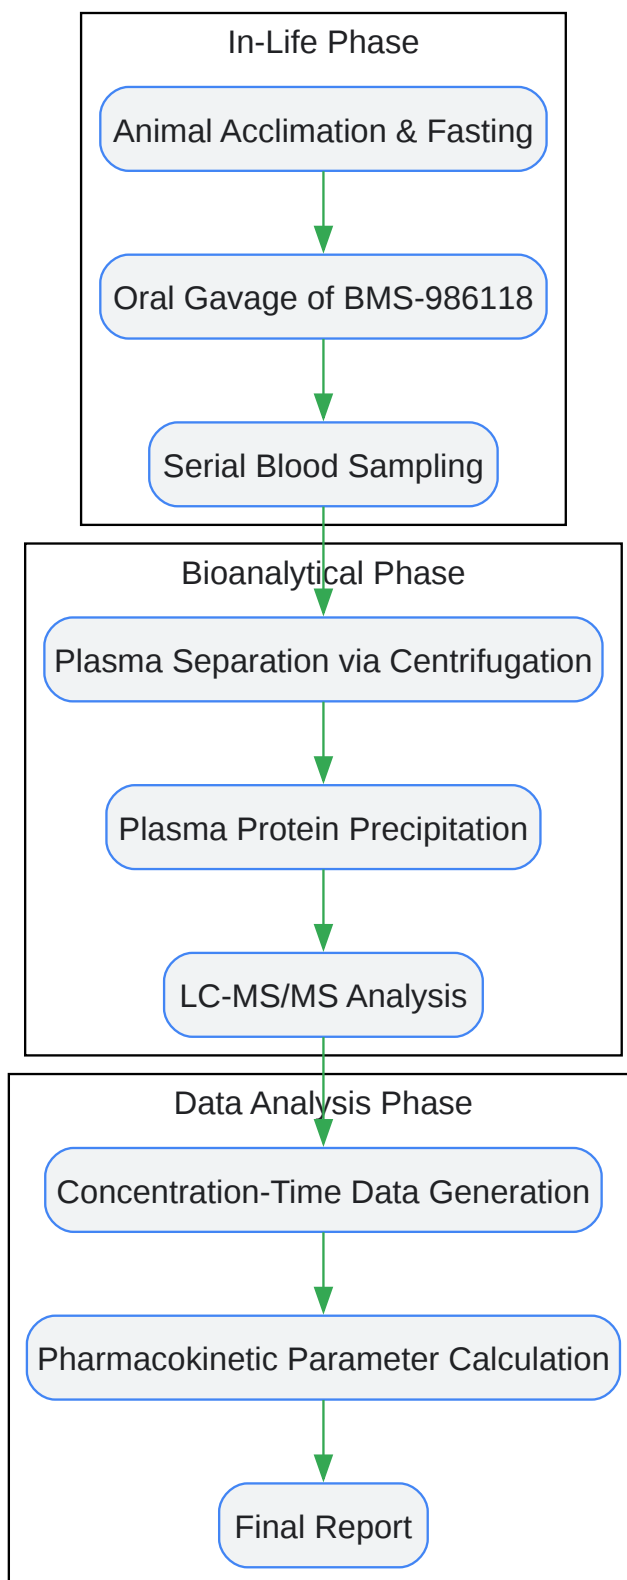 In-Life Phase
Animal Acclimation & Fasting
Oral Gavage of BMS-986118
Serial Blood Sampling
Bioanalytical Phase
Plasma Separation via Centrifugation
Plasma Protein Precipitation
LC-MS/MS Analysis
Data Analysis Phase
Concentration-Time Data Generation
Pharmacokinetic Parameter Calculation
Final Report